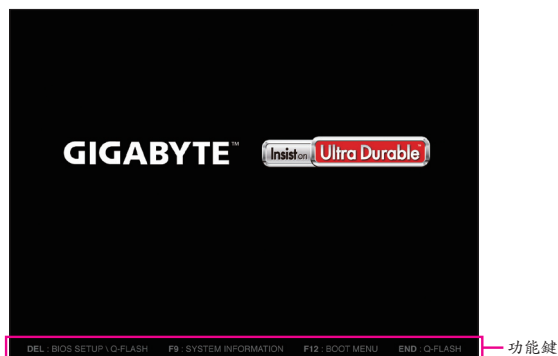 GIGABYTE™
Insist on Ultra Durable™
DEL : BIOS SETUP \ Q-FLASH F9 : SYSTEM INFORMATION F12 : BOOT MENU END : Q-FLASH
功能鍵